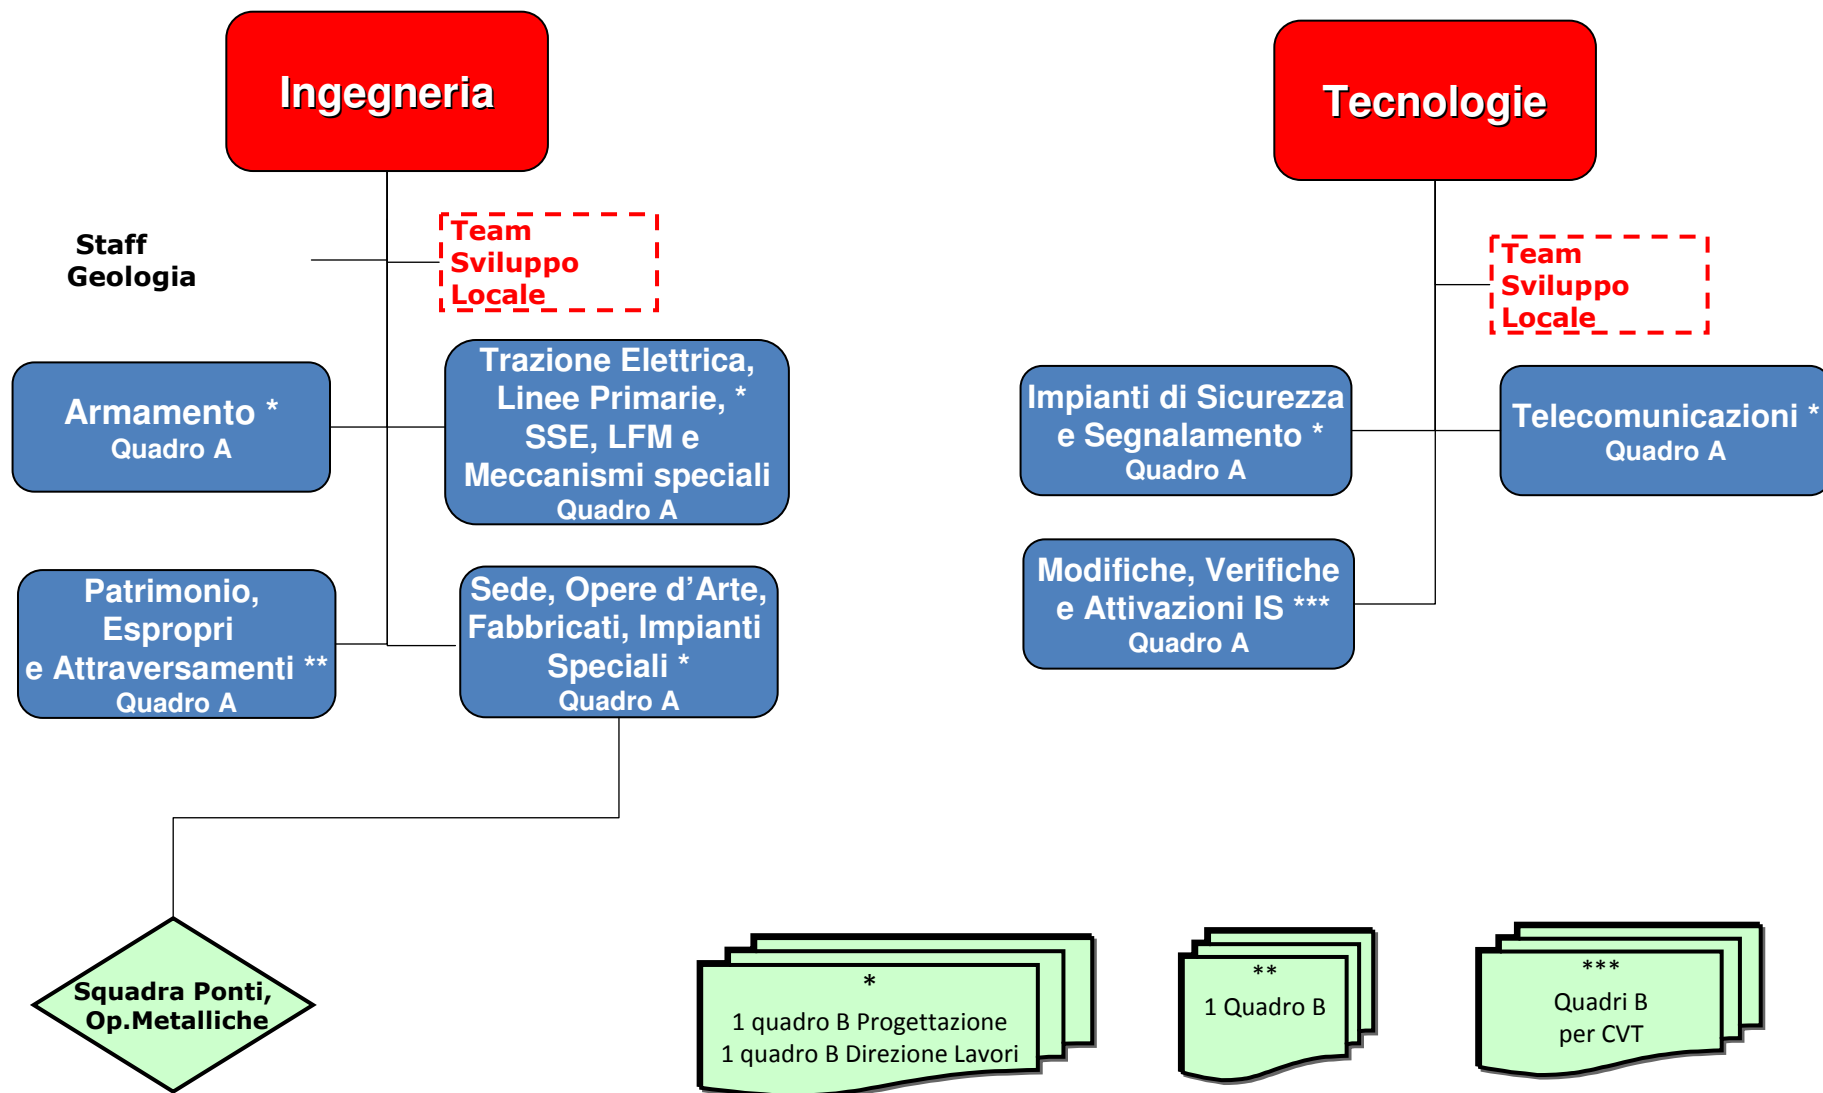 Ingegneria
Staff
Geologia
Team
Sviluppo
Locale
Armamento *
Quadro A
Trazione Elettrica,
Linee Primarie, *
SSE, LFM e
Meccanismi speciali
Quadro A
Patrimonio,
Espropri
e Attraversamenti **
Quadro A
Sede, Opere d’Arte,
Fabbricati, Impianti
Speciali *
Quadro A
Squadra Ponti,
Op.Metalliche
Tecnologie
Team
Sviluppo
Locale
Impianti di Sicurezza
e Segnalamento *
Quadro A
Telecomunicazioni *
Quadro A
Modifiche, Verifiche
e Attivazioni IS ***
Quadro A
*
1 quadro B Progettazione
1 quadro B Direzione Lavori
**
1 Quadro B
***
Quadri B
per CVT